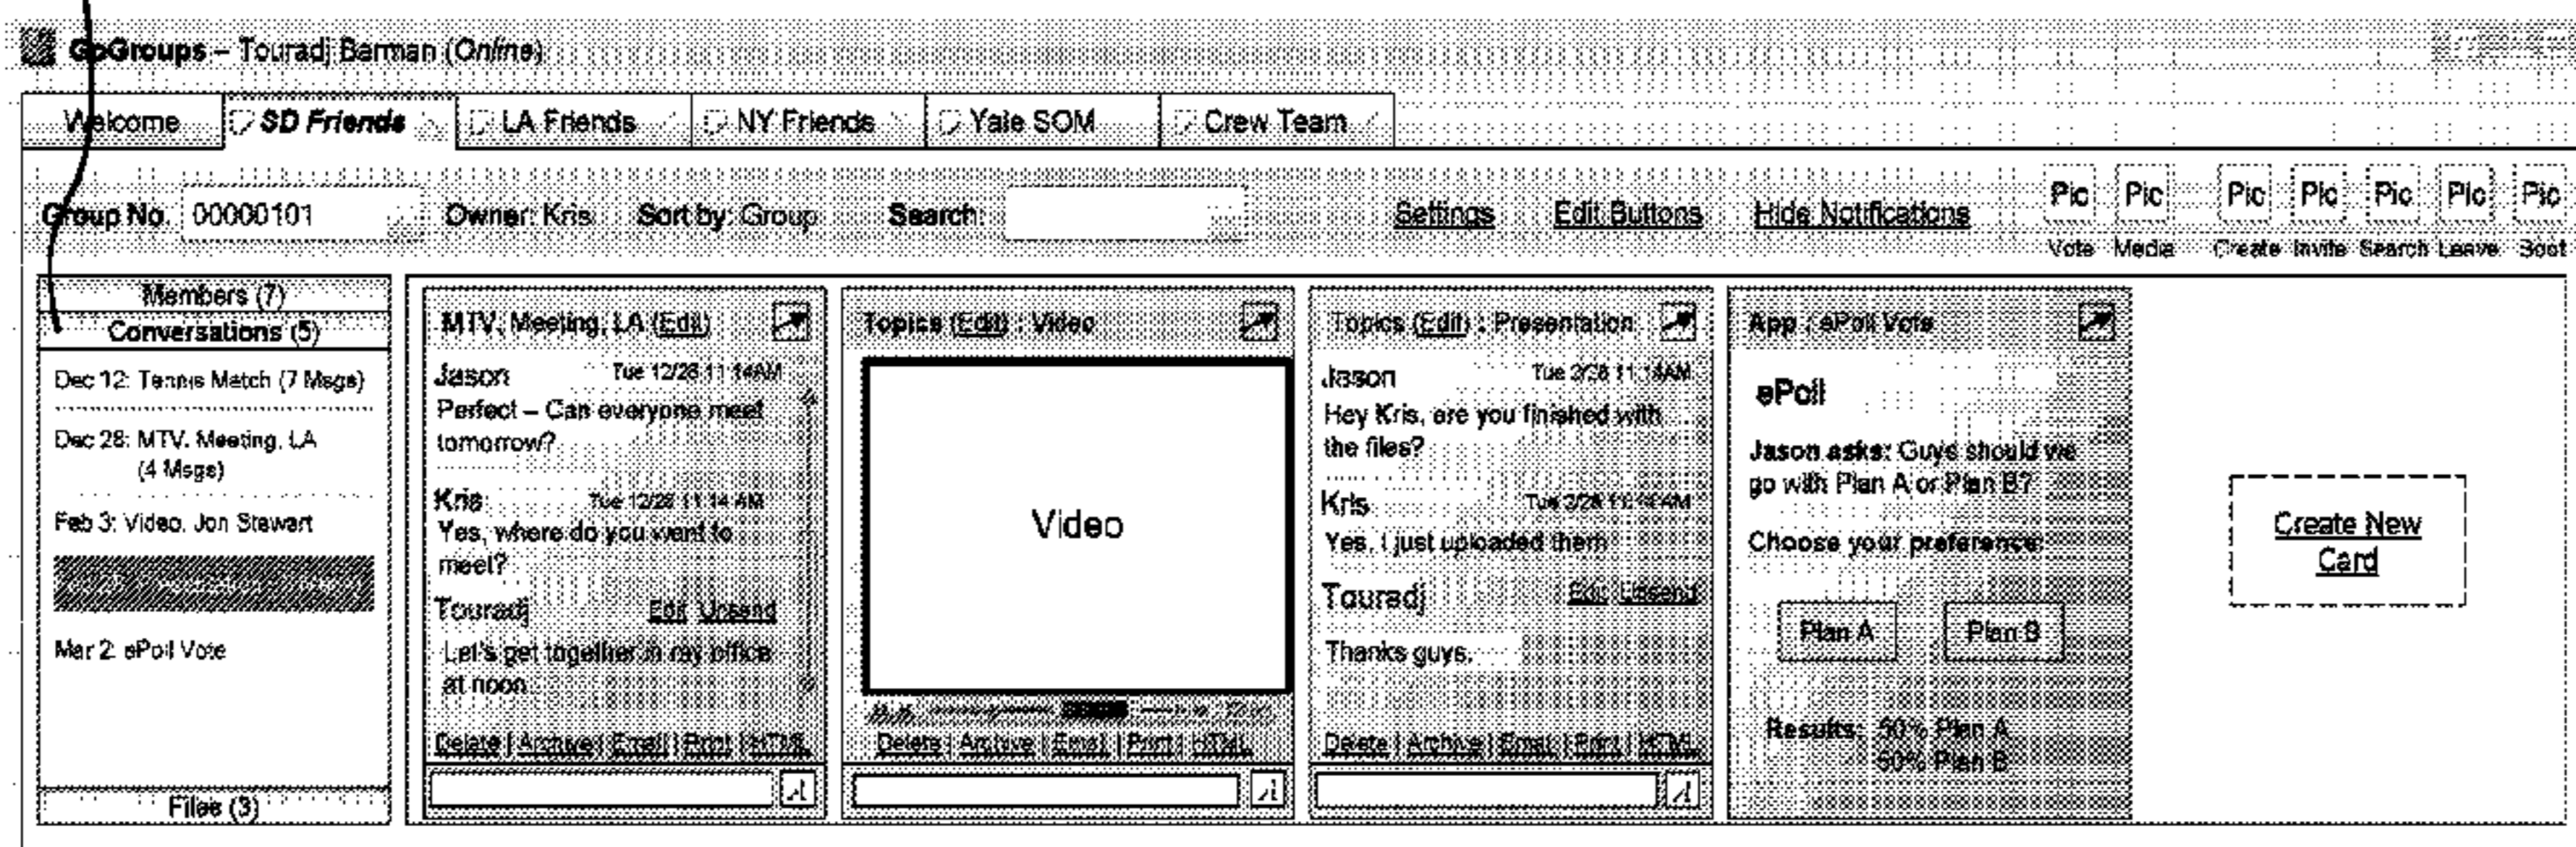 GoGroups – Touradj Barman (Online)
Welcome
SD Friends
LA Friends
NY Friends
Yale SOM
Crew Team
Group No. 00000101
Owner: Kris
Sort by: Group
Search:
Settings
Edit Buttons
Hide Notifications
Pic Pic Pic Pic Pic Pic Pic
Vote Media Create Invite Search Leave Boot
Members (7)
Conversations (5)
Dec 12: Tennis Match (7 Msgs)
Dec 28: MTV, Meeting, LA
(4 Msgs)
Feb 3: Video, Jon Stewart
Mar 2: ePoll Vote
Files (3)
MTV, Meeting, LA (Edit)
Jason Tue 12/28 11:14AM
Perfect – Can everyone meet
tomorrow?
Kris Tue 12/28 11:14 AM
Yes, where do you want to
meet?
Touradj Edit Unsend
Let's get together in my office
at noon
Delete | Archive | Email | Print | HTML
Topics (Edit) : Video
Video
Delete | Archive | Email | Print | HTML
Topics (Edit) : Presentation
Jason Tue 2/28 11:14AM
Hey Kris, are you finished with
the files?
Kris Tue 2/28 11:14AM
Yes, I just uploaded them
Touradj Edit Unsend
Thanks guys.
Delete | Archive | Email | Print | HTML
App : ePoll Vote
ePoll
Jason asks: Guys should we
go with Plan A or Plan B?
Choose your preference:
Plan A
Plan B
Results: 50% Plan A
50% Plan B
Create New
Card